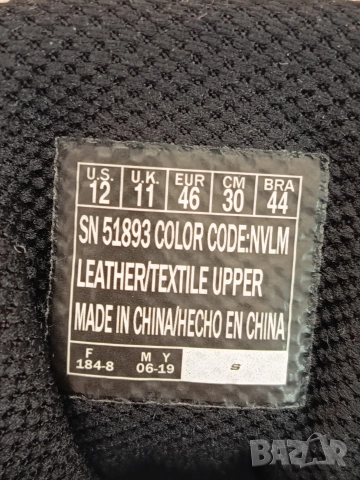 U.S. U.K. EUR CM BRA
12 11 46 30 44
SN 51893 COLOR CODE:NVLM
LEATHER/TEXTILE UPPER
MADE IN CHINA/HECHO EN CHINA
F M Y
184-8 06-19 S
BAZAR